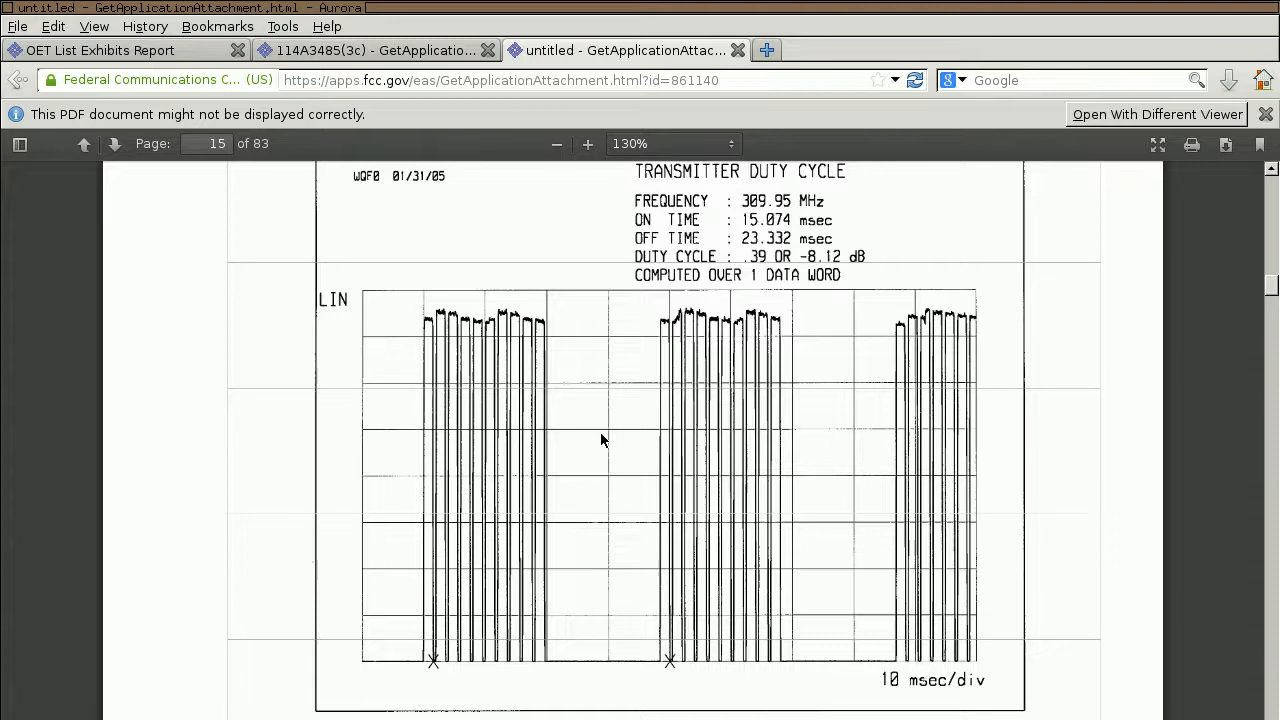 untitled - GetApplicationAttachment.html - Aurora
File Edit View History Bookmarks Tools Help
OET List Exhibits Report
114A3485(3c) - GetApplicatio...
untitled - GetApplicationAttac...
Federal Communications C... (US)
https://apps.fcc.gov/eas/GetApplicationAttachment.html?id=861140
Google
This PDF document might not be displayed correctly.
Open With Different Viewer
Page: 15 of 83
130%
WQF0 01/31/05
TRANSMITTER DUTY CYCLE
FREQUENCY : 309.95 MHz
ON TIME : 15.074 msec
OFF TIME : 23.332 msec
DUTY CYCLE : .39 OR -8.12 dB
COMPUTED OVER 1 DATA WORD
LIN
10 msec/div